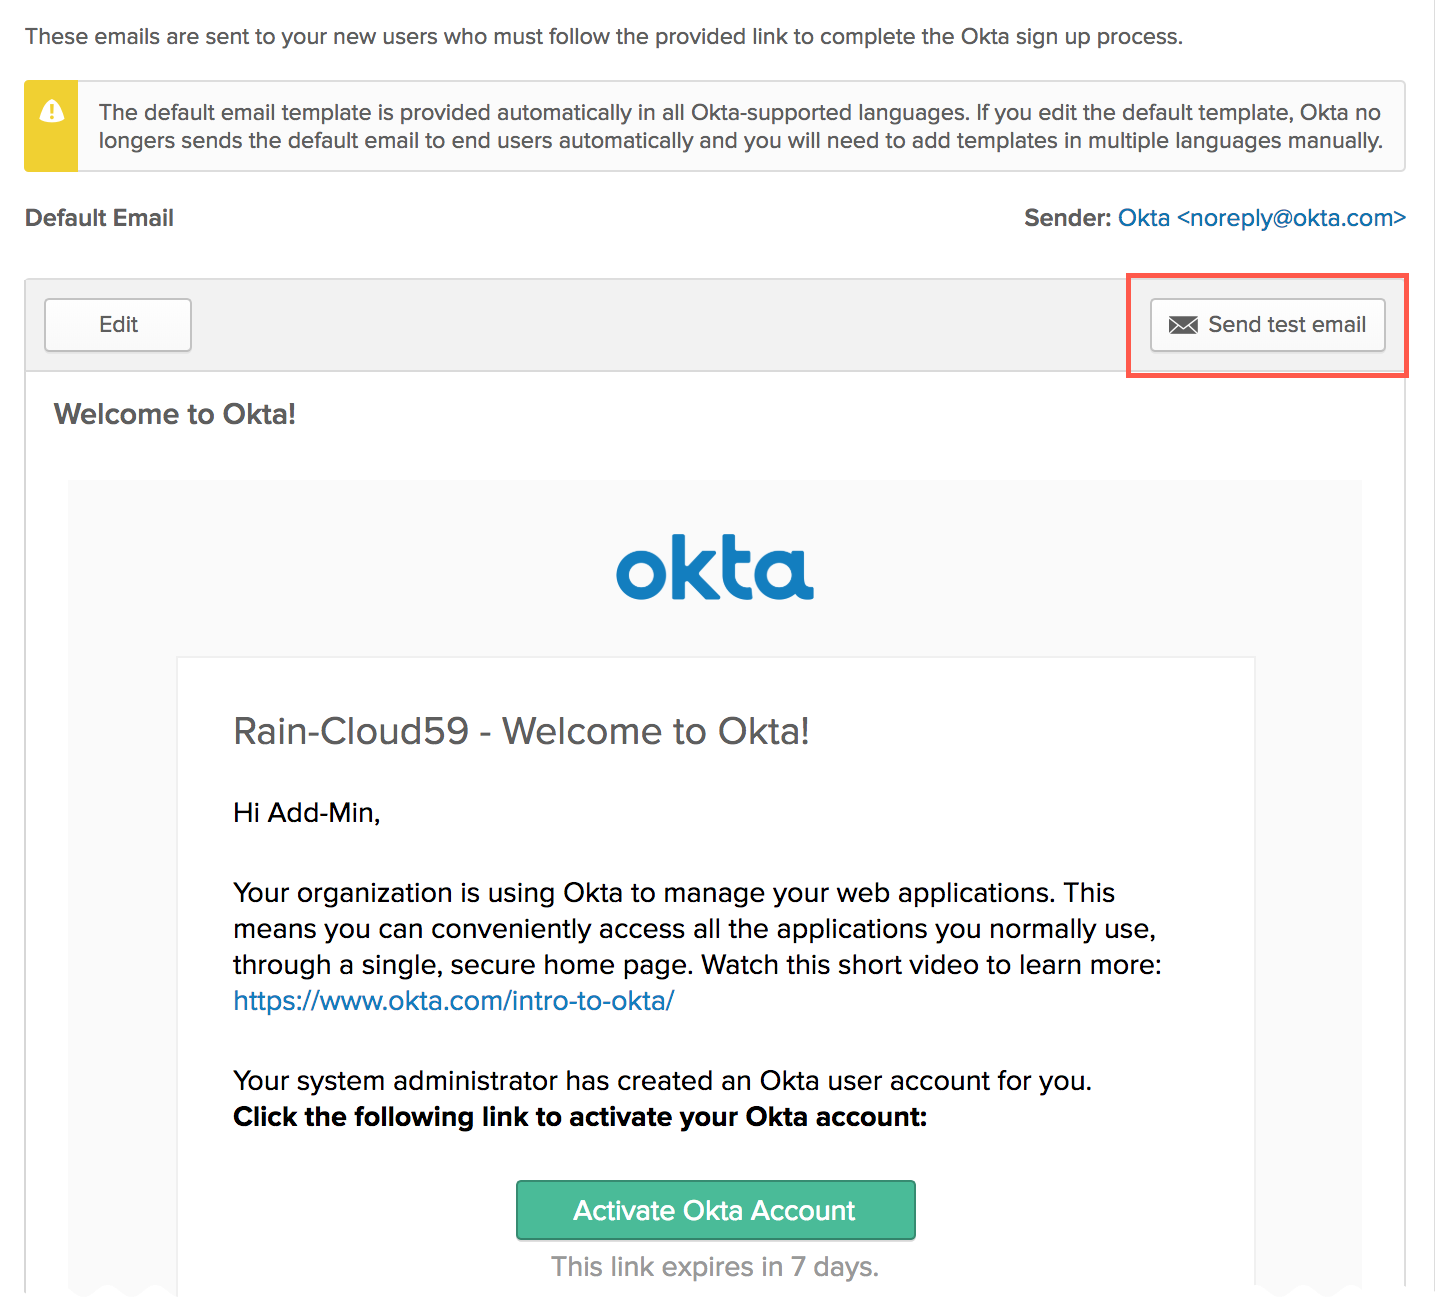 These emails are sent to your new users who must follow the provided link to complete the Okta sign up process.
The default email template is provided automatically in all Okta-supported languages. If you edit the default template, Okta no
longers sends the default email to end users automatically and you will need to add templates in multiple languages manually.
Default Email
Sender: Okta <noreply@okta.com>
Edit
Send test email
Welcome to Okta!
okta
Rain-Cloud59 - Welcome to Okta!
Hi Add-Min,
Your organization is using Okta to manage your web applications. This
means you can conveniently access all the applications you normally use,
through a single, secure home page. Watch this short video to learn more:
https://www.okta.com/intro-to-okta/
Your system administrator has created an Okta user account for you.
Click the following link to activate your Okta account:
Activate Okta Account
This link expires in 7 days.